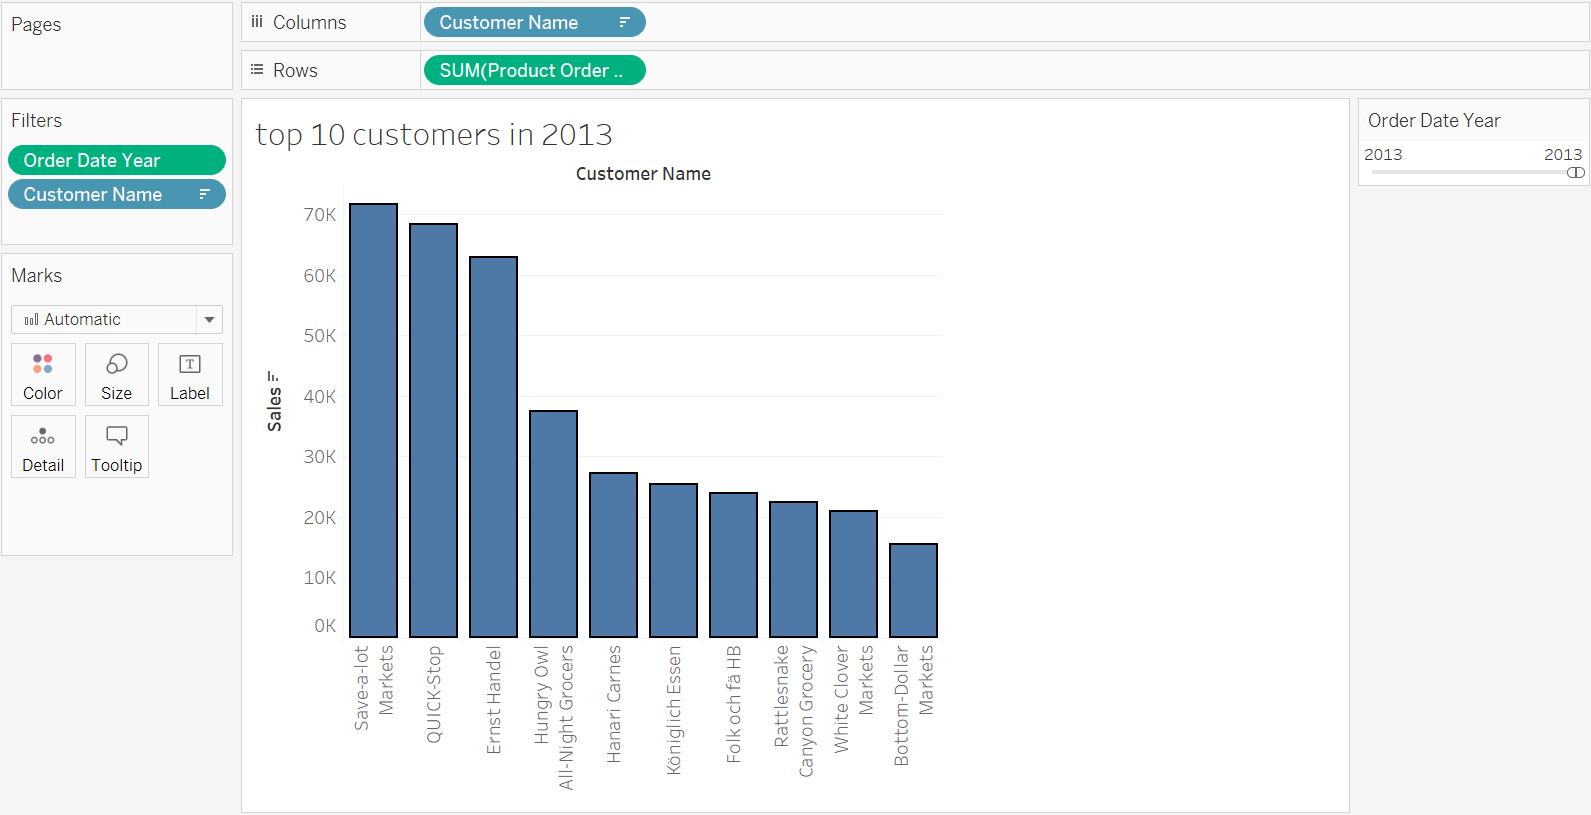 Pages
Columns
Customer Name
Rows
SUM(Product Order ..
Filters
Order Date Year
Customer Name
Marks
Automatic
Color
Size
T
Label
Detail
Tooltip
top 10 customers in 2013
Customer Name
Sales
70K
60K
50K
40K
30K
20K
10K
0K
Save-a-lot
Markets
QUICK-Stop
Ernst Handel
Hungry Owl
All-Night Grocers
Hanari Carnes
Königlich Essen
Folk och fä HB
Rattlesnake
Canyon Grocery
White Clover
Markets
Bottom-Dollar
Markets
Order Date Year
2013 2013